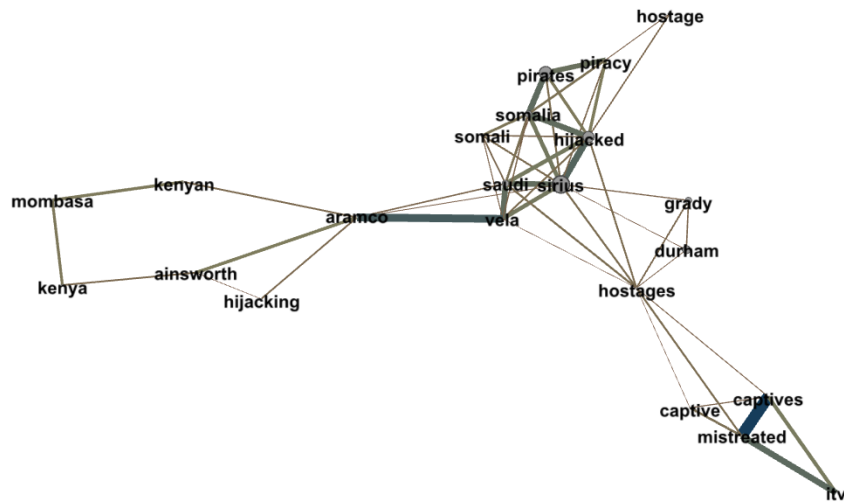 hostage
piracy
pirates
somalia
somali
hijacked
saudi
sirius
kenyan
mombasa
grady
aramco
vela
durham
ainsworth
kenya
hijacking
hostages
captives
captive
mistreated
itv